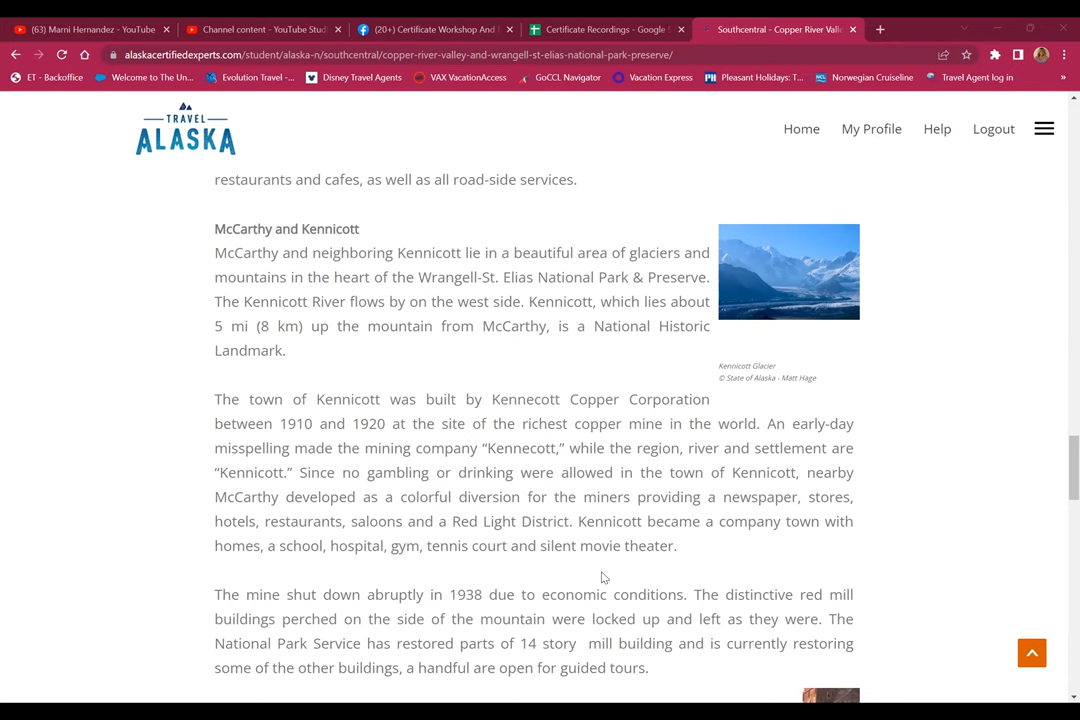 (63) Marni Hernandez - YouTube
Channel content - YouTube Stud
(20+) Certificate Workshop And
Certificate Recordings - Google S
Southcentral - Copper River Valle
alaskacertifiedexperts.com/student/alaska-n/southcentral/copper-river-valley-and-wrangell-st-elias-national-park-preserve/
ET - Backoffice
Welcome to The Un...
Evolution Travel -...
Disney Travel Agents
VAX VacationAccess
GoCCL Navigator
Vacation Express
Pleasant Holidays: T...
Norwegian Cruiseline
Travel Agent log in
TRAVEL
ALASKA
Home
My Profile
Help
Logout
restaurants and cafes, as well as all road-side services.
McCarthy and Kennicott
McCarthy and neighboring Kennicott lie in a beautiful area of glaciers and
mountains in the heart of the Wrangell-St. Elias National Park & Preserve.
The Kennicott River flows by on the west side. Kennicott, which lies about
5 mi (8 km) up the mountain from McCarthy, is a National Historic
Landmark.
Kennicott Glacier
© State of Alaska - Matt Hage
The town of Kennicott was built by Kennecott Copper Corporation
between 1910 and 1920 at the site of the richest copper mine in the world. An early-day
misspelling made the mining company “Kennecott,” while the region, river and settlement are
“Kennicott.” Since no gambling or drinking were allowed in the town of Kennicott, nearby
McCarthy developed as a colorful diversion for the miners providing a newspaper, stores,
hotels, restaurants, saloons and a Red Light District. Kennicott became a company town with
homes, a school, hospital, gym, tennis court and silent movie theater.
The mine shut down abruptly in 1938 due to economic conditions. The distinctive red mill
buildings perched on the side of the mountain were locked up and left as they were. The
National Park Service has restored parts of 14 story mill building and is currently restoring
some of the other buildings, a handful are open for guided tours.